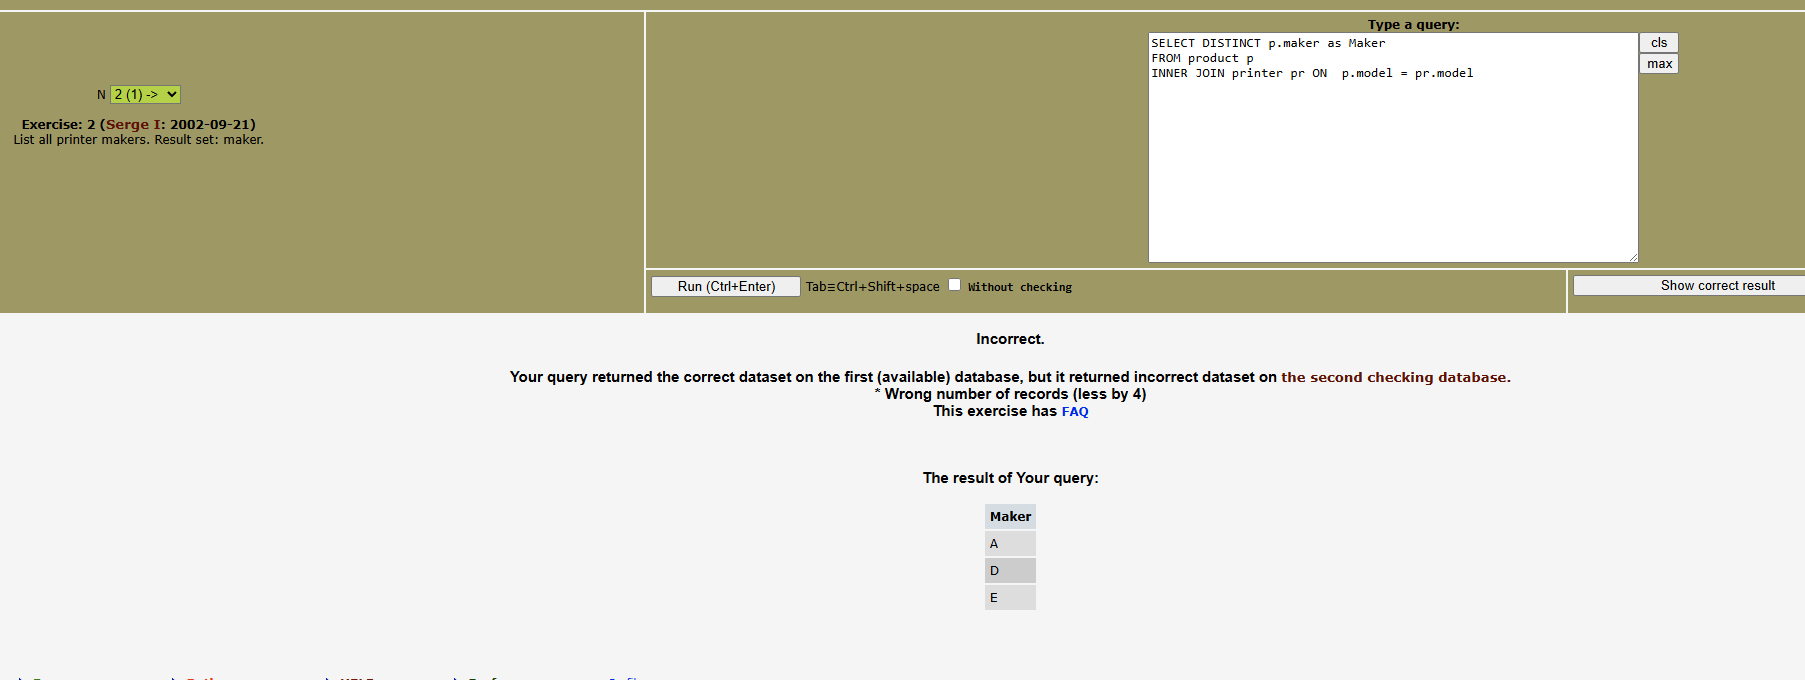 N 2 (1) ->
Exercise: 2 (Serge I: 2002-09-21)
List all printer makers. Result set: maker.
Type a query:
SELECT DISTINCT p.maker as Maker
FROM product p
INNER JOIN printer pr ON  p.model = pr.model
cls
max
Run (Ctrl+Enter) Tab≡Ctrl+Shift+space Without checking
Show correct result
Incorrect.
Your query returned the correct dataset on the first (available) database, but it returned incorrect dataset on the second checking database.
* Wrong number of records (less by 4)
This exercise has FAQ
The result of Your query:
Maker
A
D
E